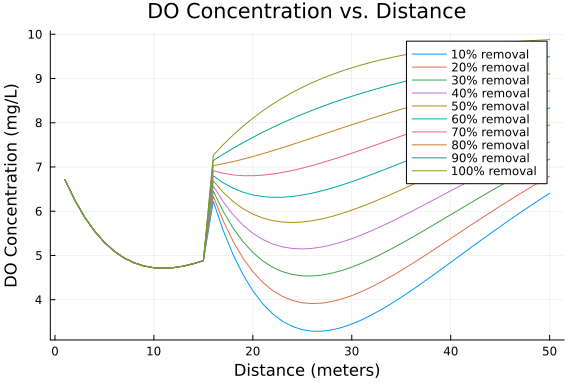 DO Concentration vs. Distance
DO Concentration (mg/L)
10
9
8
7
6
5
4
0
10
20
30
40
50
Distance (meters)
10% removal
20% removal
30% removal
40% removal
50% removal
60% removal
70% removal
80% removal
90% removal
100% removal